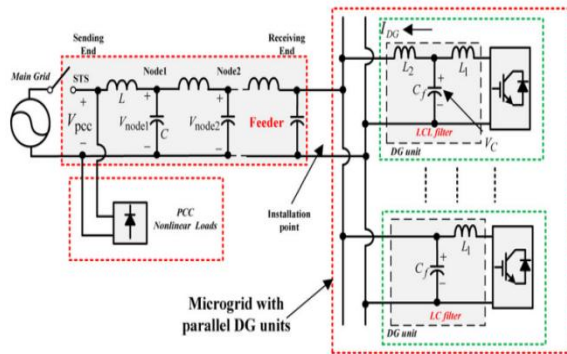 Sending
End
Receiving
End
Main Grid
STS
Node1
Node2
L
V_pcc
V_node1
C
V_node2
Feeder
PCC
Nonlinear Loads
Installation
point
Microgrid with
parallel DG units
I_DG
L_2
L_1
C_f
LCL filter
DG unit
V_C
L_1
C_f
LC filter
DG unit